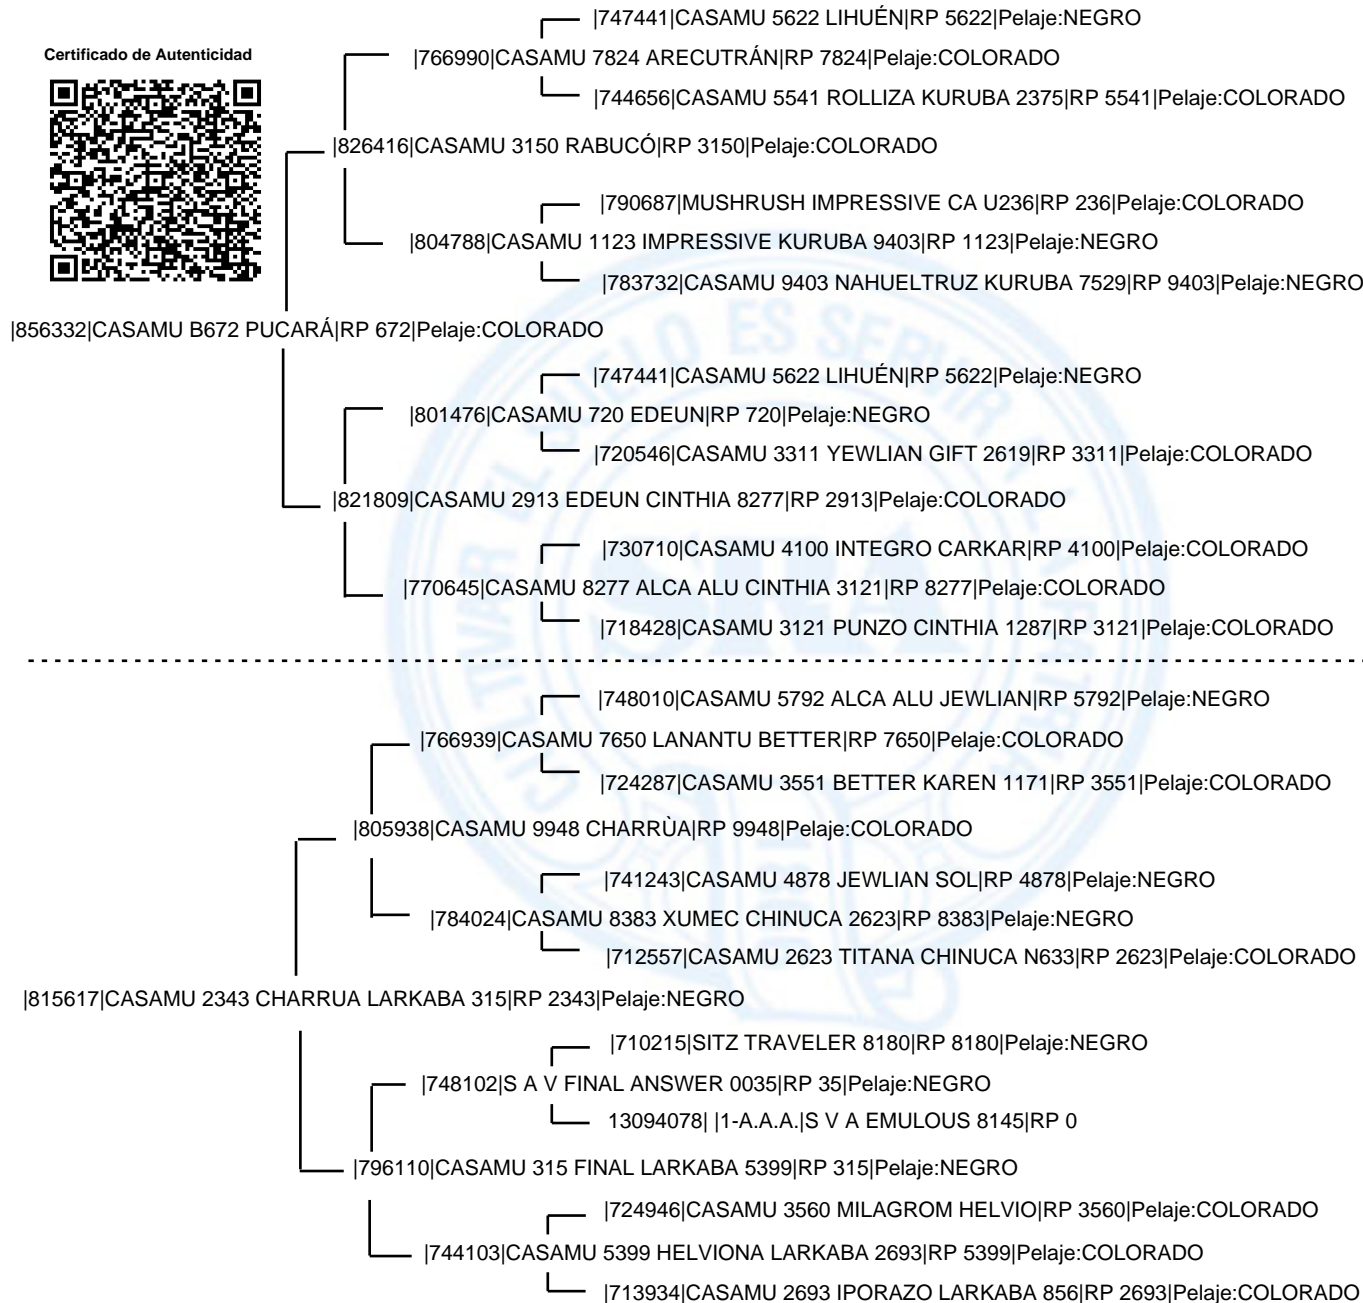 |747441|CASAMU 5622 LIHUÉN|RP 5622|Pelaje:NEGRO
Certificado de Autenticidad
|766990|CASAMU 7824 ARECUTRÁN|RP 7824|Pelaje:COLORADO
|744656|CASAMU 5541 ROLLIZA KURUBA 2375|RP 5541|Pelaje:COLORADO
|826416|CASAMU 3150 RABUCÓ|RP 3150|Pelaje:COLORADO
|790687|MUSHRUSH IMPRESSIVE CA U236|RP 236|Pelaje:COLORADO
|804788|CASAMU 1123 IMPRESSIVE KURUBA 9403|RP 1123|Pelaje:NEGRO
|783732|CASAMU 9403 NAHUELTRUZ KURUBA 7529|RP 9403|Pelaje:NEGRO
|856332|CASAMU B672 PUCARÁ|RP 672|Pelaje:COLORADO
|747441|CASAMU 5622 LIHUÉN|RP 5622|Pelaje:NEGRO
|801476|CASAMU 720 EDEUN|RP 720|Pelaje:NEGRO
|720546|CASAMU 3311 YEWLIAN GIFT 2619|RP 3311|Pelaje:COLORADO
|821809|CASAMU 2913 EDEUN CINTHIA 8277|RP 2913|Pelaje:COLORADO
|730710|CASAMU 4100 INTEGRO CARKAR|RP 4100|Pelaje:COLORADO
|770645|CASAMU 8277 ALCA ALU CINTHIA 3121|RP 8277|Pelaje:COLORADO
|718428|CASAMU 3121 PUNZO CINTHIA 1287|RP 3121|Pelaje:COLORADO
|748010|CASAMU 5792 ALCA ALU JEWLIAN|RP 5792|Pelaje:NEGRO
|766939|CASAMU 7650 LANANTU BETTER|RP 7650|Pelaje:COLORADO
|724287|CASAMU 3551 BETTER KAREN 1171|RP 3551|Pelaje:COLORADO
|805938|CASAMU 9948 CHARRÙA|RP 9948|Pelaje:COLORADO
|741243|CASAMU 4878 JEWLIAN SOL|RP 4878|Pelaje:NEGRO
|784024|CASAMU 8383 XUMEC CHINUCA 2623|RP 8383|Pelaje:NEGRO
|712557|CASAMU 2623 TITANA CHINUCA N633|RP 2623|Pelaje:COLORADO
|815617|CASAMU 2343 CHARRUA LARKABA 315|RP 2343|Pelaje:NEGRO
|710215|SITZ TRAVELER 8180|RP 8180|Pelaje:NEGRO
|748102|S A V FINAL ANSWER 0035|RP 35|Pelaje:NEGRO
13094078| |1-A.A.A.|S V A EMULOUS 8145|RP 0
|796110|CASAMU 315 FINAL LARKABA 5399|RP 315|Pelaje:NEGRO
|724946|CASAMU 3560 MILAGROM HELVIO|RP 3560|Pelaje:COLORADO
|744103|CASAMU 5399 HELVIONA LARKABA 2693|RP 5399|Pelaje:COLORADO
|713934|CASAMU 2693 IPORAZO LARKABA 856|RP 2693|Pelaje:COLORADO
CULTIVAR EL SUELO ES SERVIR A LA PATRIA
SRA